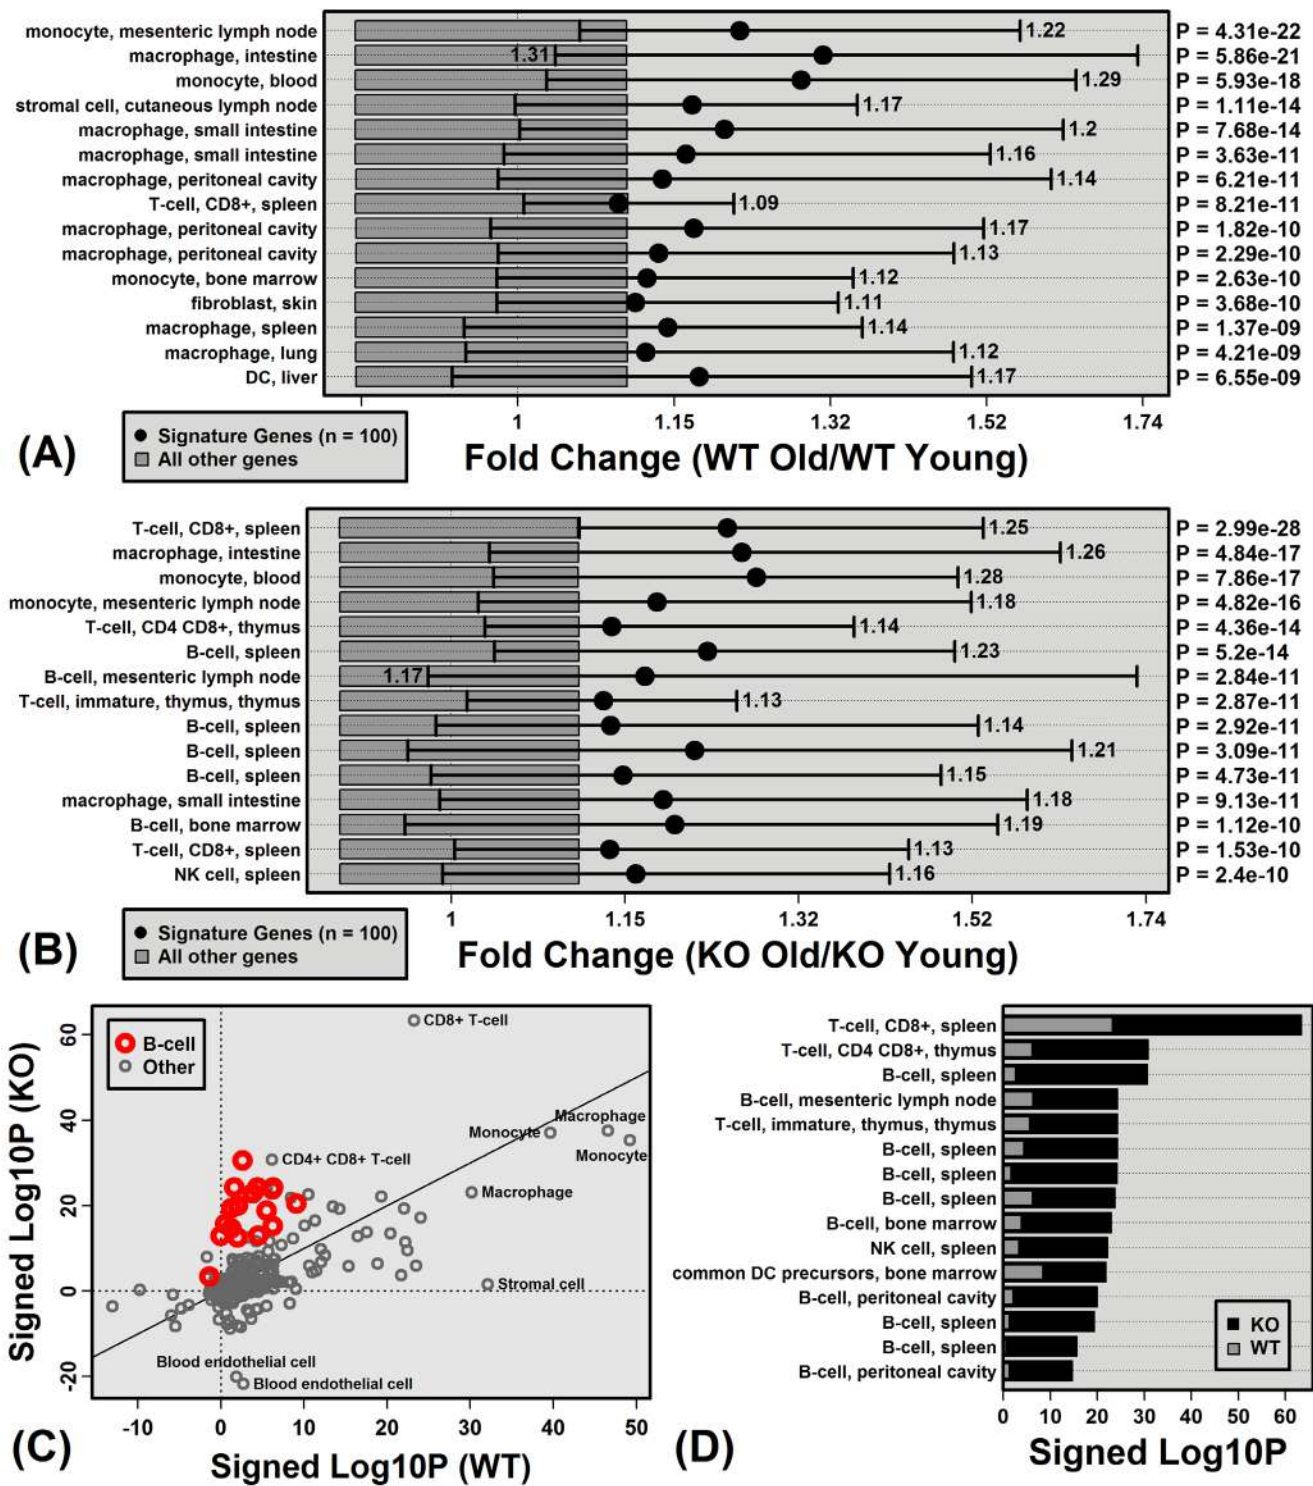 monocyte, mesenteric lymph node 1.22 P = 4.31e-22
macrophage, intestine 1.31 P = 5.86e-21
monocyte, blood 1.29 P = 5.93e-18
stromal cell, cutaneous lymph node 1.17 P = 1.11e-14
macrophage, small intestine 1.2 P = 7.68e-14
macrophage, small intestine 1.16 P = 3.63e-11
macrophage, peritoneal cavity 1.14 P = 6.21e-11
T-cell, CD8+, spleen 1.09 P = 8.21e-11
macrophage, peritoneal cavity 1.17 P = 1.82e-10
macrophage, peritoneal cavity 1.13 P = 2.29e-10
monocyte, bone marrow 1.12 P = 2.63e-10
fibroblast, skin 1.11 P = 3.68e-10
macrophage, spleen 1.14 P = 1.37e-09
macrophage, lung 1.12 P = 4.21e-09
DC, liver 1.17 P = 6.55e-09
1 1.15 1.32 1.52 1.74
(A)
Signature Genes (n = 100)
All other genes
Fold Change (WT Old/WT Young)
T-cell, CD8+, spleen 1.25 P = 2.99e-28
macrophage, intestine 1.26 P = 4.84e-17
monocyte, blood 1.28 P = 7.86e-17
monocyte, mesenteric lymph node 1.18 P = 4.82e-16
T-cell, CD4 CD8+, thymus 1.14 P = 4.36e-14
B-cell, spleen 1.23 P = 5.2e-14
B-cell, mesenteric lymph node 1.17 P = 2.84e-11
T-cell, immature, thymus, thymus 1.13 P = 2.87e-11
B-cell, spleen 1.14 P = 2.92e-11
B-cell, spleen 1.21 P = 3.09e-11
B-cell, spleen 1.15 P = 4.73e-11
macrophage, small intestine 1.18 P = 9.13e-11
B-cell, bone marrow 1.19 P = 1.12e-10
T-cell, CD8+, spleen 1.13 P = 1.53e-10
NK cell, spleen 1.16 P = 2.4e-10
1 1.15 1.32 1.52 1.74
(B)
Signature Genes (n = 100)
All other genes
Fold Change (KO Old/KO Young)
B-cell
Other
CD8+ T-cell
Macrophage
Monocyte
Monocyte
CD4+ CD8+ T-cell
Macrophage
Stromal cell
Blood endothelial cell
Blood endothelial cell
60
40
20
0
-20
Signed Log10P (KO)
-10 0 10 20 30 40 50
(C)
Signed Log10P (WT)
T-cell, CD8+, spleen
T-cell, CD4 CD8+, thymus
B-cell, spleen
B-cell, mesenteric lymph node
T-cell, immature, thymus, thymus
B-cell, spleen
B-cell, spleen
B-cell, spleen
B-cell, bone marrow
NK cell, spleen
common DC precursors, bone marrow
B-cell, peritoneal cavity
B-cell, spleen
B-cell, spleen
B-cell, peritoneal cavity
KO
WT
0 10 20 30 40 50 60
(D)
Signed Log10P